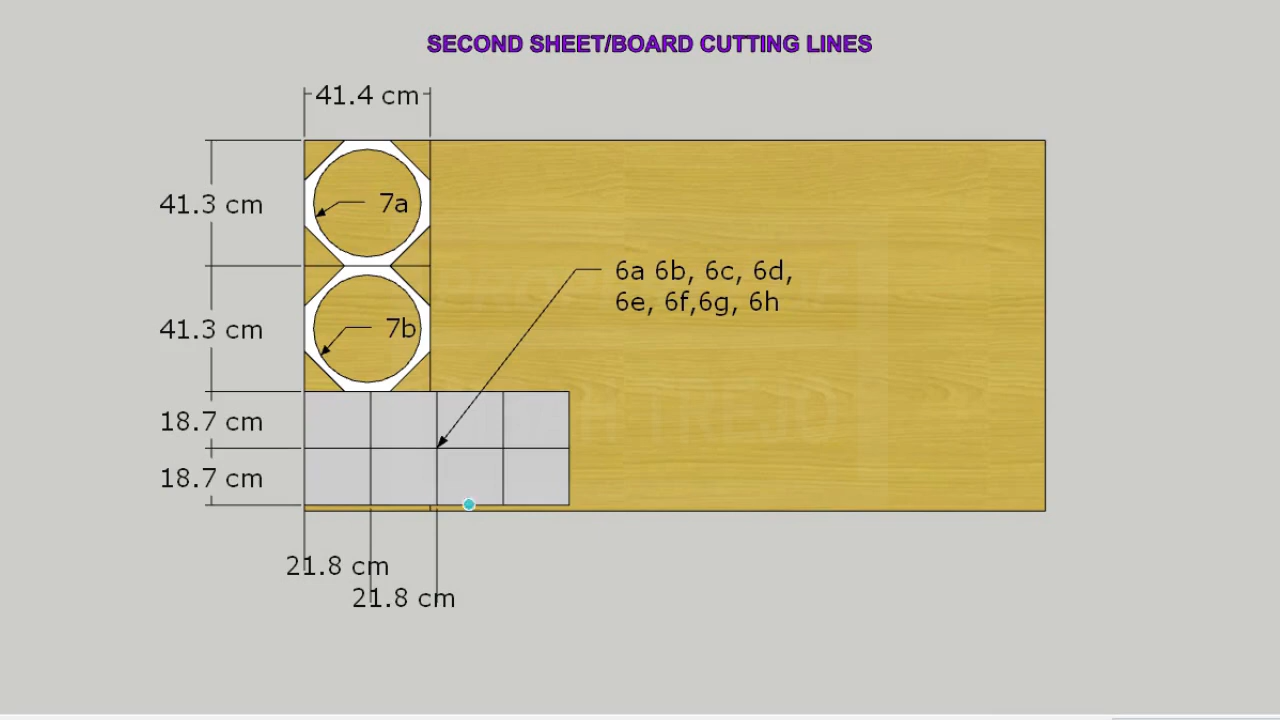 SECOND SHEET/BOARD CUTTING LINES
41.4 cm
41.3 cm
7a
6a 6b, 6c, 6d,
6e, 6f,6g, 6h
41.3 cm
7b
18.7 cm
18.7 cm
21.8 cm
21.8 cm